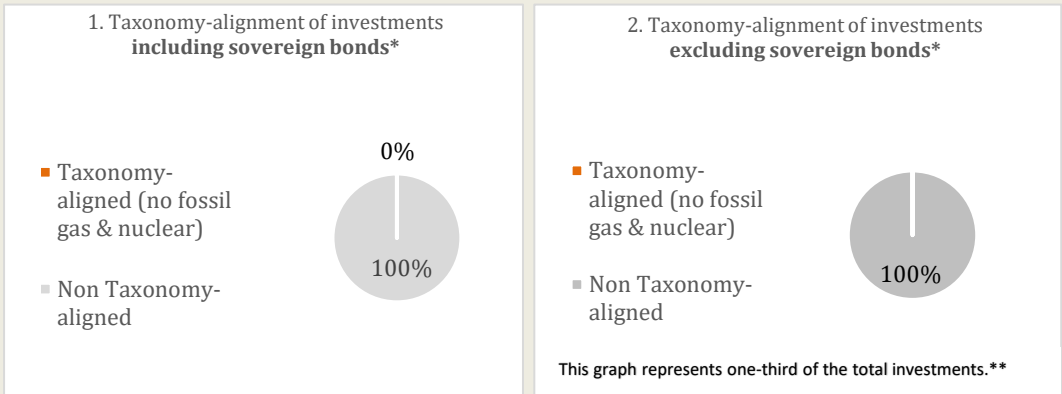 1. Taxonomy-alignment of investments
including sovereign bonds*
0%
Taxonomy-
aligned (no fossil
gas & nuclear)
100%
Non Taxonomy-
aligned
2. Taxonomy-alignment of investments
excluding sovereign bonds*
Taxonomy-
aligned (no fossil
gas & nuclear)
100%
Non Taxonomy-
aligned
This graph represents one-third of the total investments.**